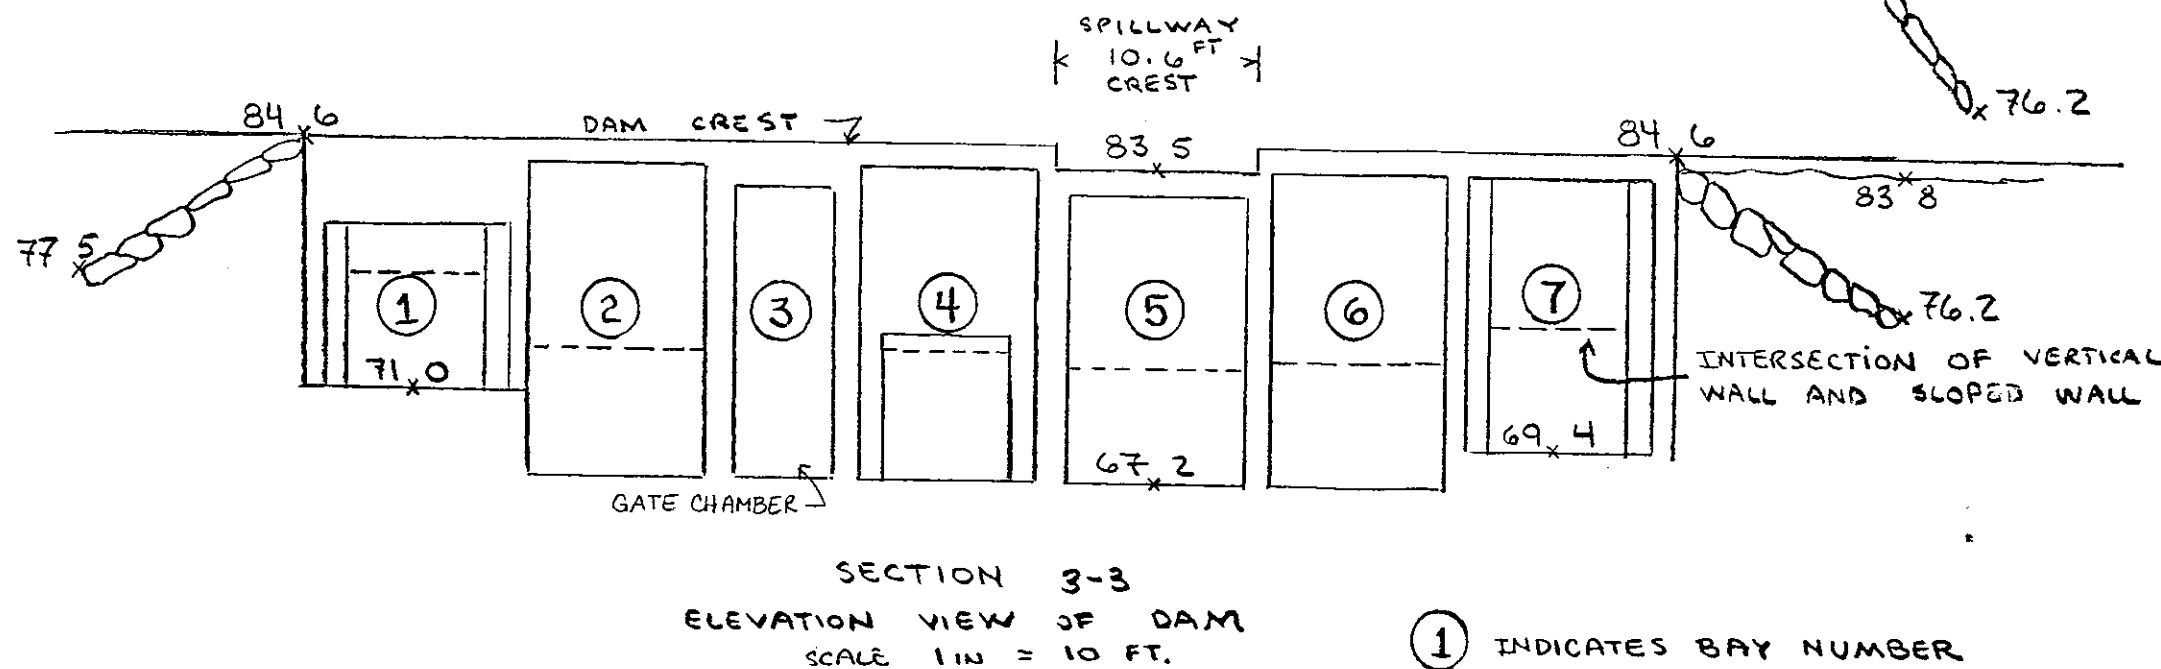 SPILLWAY
10.6 FT
CREST
76.2
84 6
DAM CREST
83 5
84 6
83 8
77 5
1
2
3
4
5
6
7
76.2
71.0
INTERSECTION OF VERTICAL
WALL AND SLOPED WALL
69.4
67.2
GATE CHAMBER
SECTION 3-3
ELEVATION VIEW OF DAM
SCALE 1 IN = 10 FT.
1 INDICATES BAY NUMBER